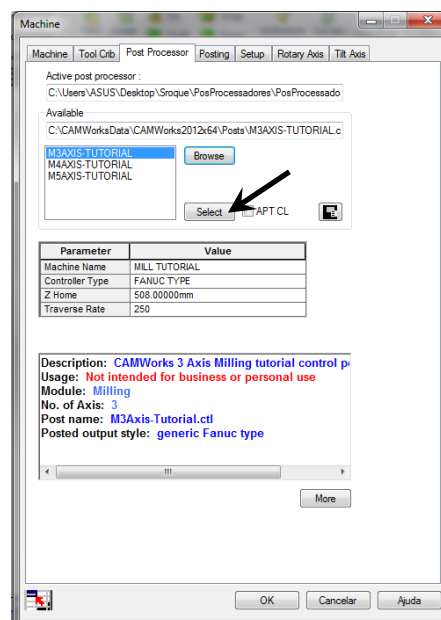 Machine
Machine Tool Crib Post Processor Posting Setup Rotary Axis Tilt Axis
Active post processor :
C:\Users\ASUS\Desktop\Sroque\PosProcessadores\PosProcessado
Available
C:\CAMWorksData\CAMWorks2012x64\Posts\M3AXIS-TUTORIAL.c
M3AXIS-TUTORIAL
M4AXIS-TUTORIAL
M5AXIS-TUTORIAL
Browse
Select
APT CL
Parameter Value
Machine Name MILL TUTORIAL
Controller Type FANUC TYPE
Z Home 508.00000mm
Traverse Rate 250
Description: CAMWorks 3 Axis Milling tutorial control p
Usage: Not intended for business or personal use
Module: Milling
No. of Axis: 3
Post name: M3Axis-Tutorial.ctl
Posted output style: generic Fanuc type
More
OK Cancelar Ajuda